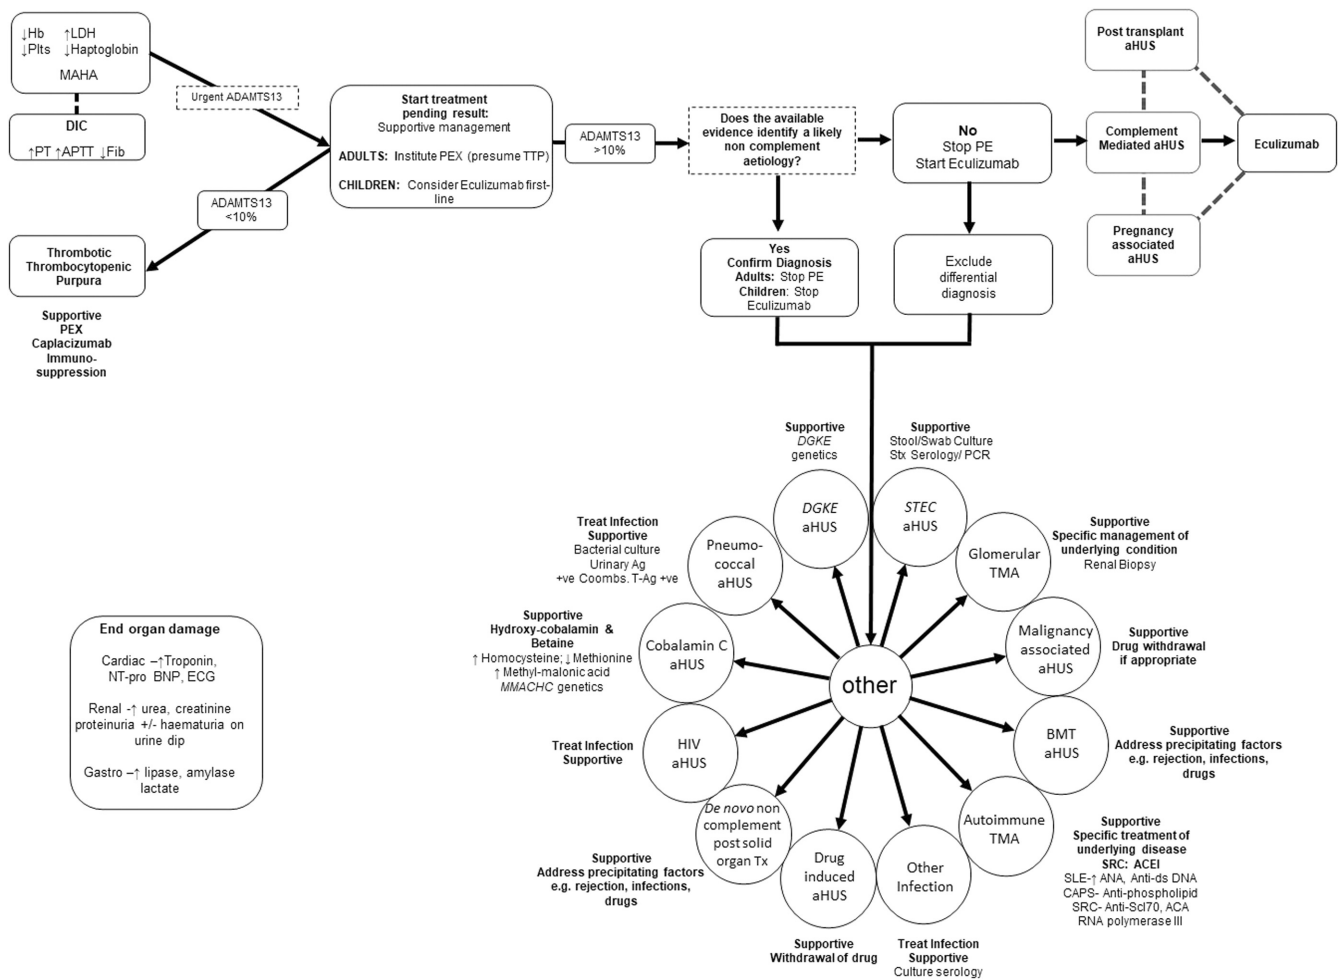 ↓Hb ↑LDH
↓Plts ↓Haptoglobin
MAHA
DIC
↑PT ↑APTT ↓Fib
Urgent ADAMTS13
ADAMTS13
<10%
Thrombotic
Thrombocytopenic
Purpura
Supportive
PEX
Caplacizumab
Immuno-
suppression
Start treatment
pending result:
Supportive management
ADULTS: Institute PEX (presume TTP)
CHILDREN: Consider Eculizumab first-
line
ADAMTS13
>10%
Does the available
evidence identify a likely
non complement
aetiology?
No
Stop PE
Start Eculizumab
Yes
Confirm Diagnosis
Adults: Stop PE
Children: Stop
Eculizumab
Exclude
differential
diagnosis
Post transplant
aHUS
Complement
Mediated aHUS
Pregnancy
associated
aHUS
Eculizumab
Supportive
DGKE
genetics
Supportive
Stool/Swab Culture
Stx Serology/ PCR
DGKE
aHUS
STEC
aHUS
Treat Infection
Supportive
Bacterial culture
Urinary Ag
+ve Coombs. T-Ag +ve
Pneumo-
coccal
aHUS
Glomerular
TMA
Supportive
Specific management of
underlying condition
Renal Biopsy
Supportive
Hydroxy-cobalamin &
Betaine
↑ Homocysteine; ↓ Methionine
↑ Methyl-malonic acid
MMACHC genetics
Cobalamin C
aHUS
other
Malignancy
associated
aHUS
Supportive
Drug withdrawal
if appropriate
Treat Infection
Supportive
HIV
aHUS
BMT
aHUS
Supportive
Address precipitating factors
e.g. rejection, infections,
drugs
Supportive
Address precipitating factors
e.g. rejection, infections,
drugs
De novo non
complement
post solid
organ Tx
Drug
induced
aHUS
Other
Infection
Autoimmune
TMA
Supportive
Specific treatment of
underlying disease
SRC: ACEI
SLE-↑ ANA, Anti-ds DNA
CAPS- Anti-phospholipid
SRC- Anti-Scl70, ACA
RNA polymerase III
Supportive
Withdrawal of drug
Treat Infection
Supportive
Culture serology
End organ damage
Cardiac –↑Troponin,
NT-pro BNP, ECG
Renal -↑ urea, creatinine
proteinuria +/- haematuria on
urine dip
Gastro –↑ lipase, amylase
lactate